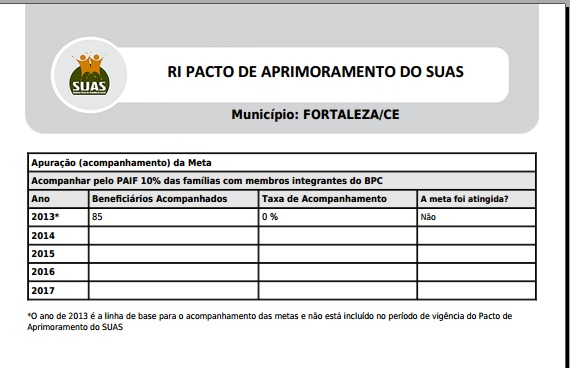 SUAS
RI PACTO DE APRIMORAMENTO DO SUAS
Município: FORTALEZA/CE
Apuração (acompanhamento) da Meta
Acompanhar pelo PAIF 10% das famílias com membros integrantes do BPC
Ano Beneficiários Acompanhados Taxa de Acompanhamento A meta foi atingida?
2013* 85 0 % Não
2014
2015
2016
2017
*O ano de 2013 é a linha de base para o acompanhamento das metas e não está incluído no período de vigência do Pacto de
Aprimoramento do SUAS